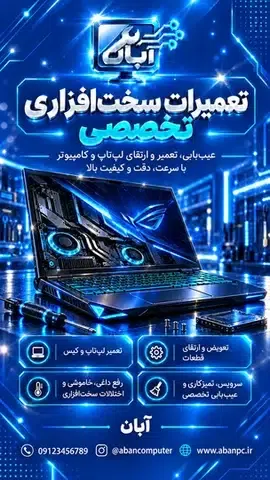 آبان
تعمیرات سخت‌افزاری
تخصصی
عیب‌یابی، تعمیر و ارتقای لپ‌تاپ و کامپیوتر
با سرعت، دقت و کیفیت بالا
تعویض و ارتقای
قطعات
تعمیر لپ‌تاپ و کیس
سرویس، تمیزکاری و
عیب‌یابی تخصصی
رفع داغی، خاموشی و
اختلالات سخت‌افزاری
آبان
09123456789
@abancomputer
www.abanpc.ir